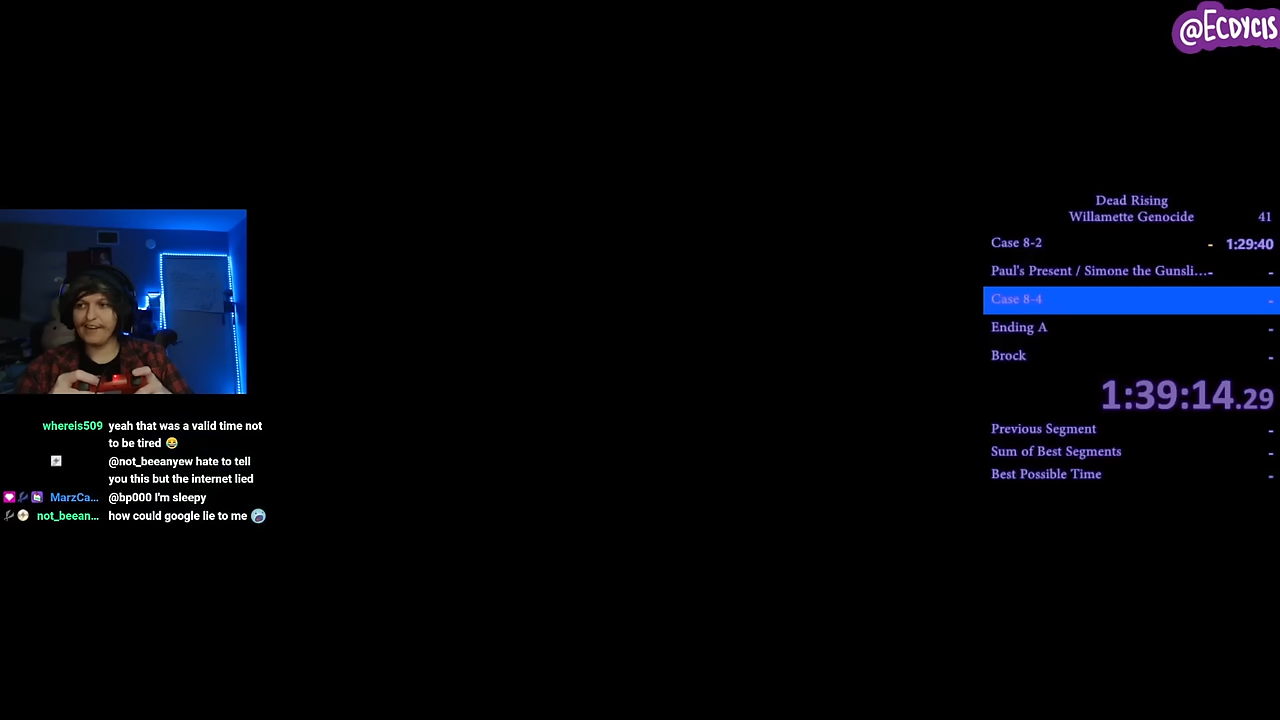 @ECDYCIS
Dead Rising
Willamette Genocide 41
Case 8-2 - 1:29:40
Paul's Present / Simone the Gunsli... - -
Case 8-4 -
Ending A -
Brock -
1:39:14.29
Previous Segment -
Sum of Best Segments -
Best Possible Time -
whereis509 yeah that was a valid time not
to be tired 😂
@not_beeanyew hate to tell
you this but the internet lied
MarzCa... @bp000 I'm sleepy
not_beean... how could google lie to me